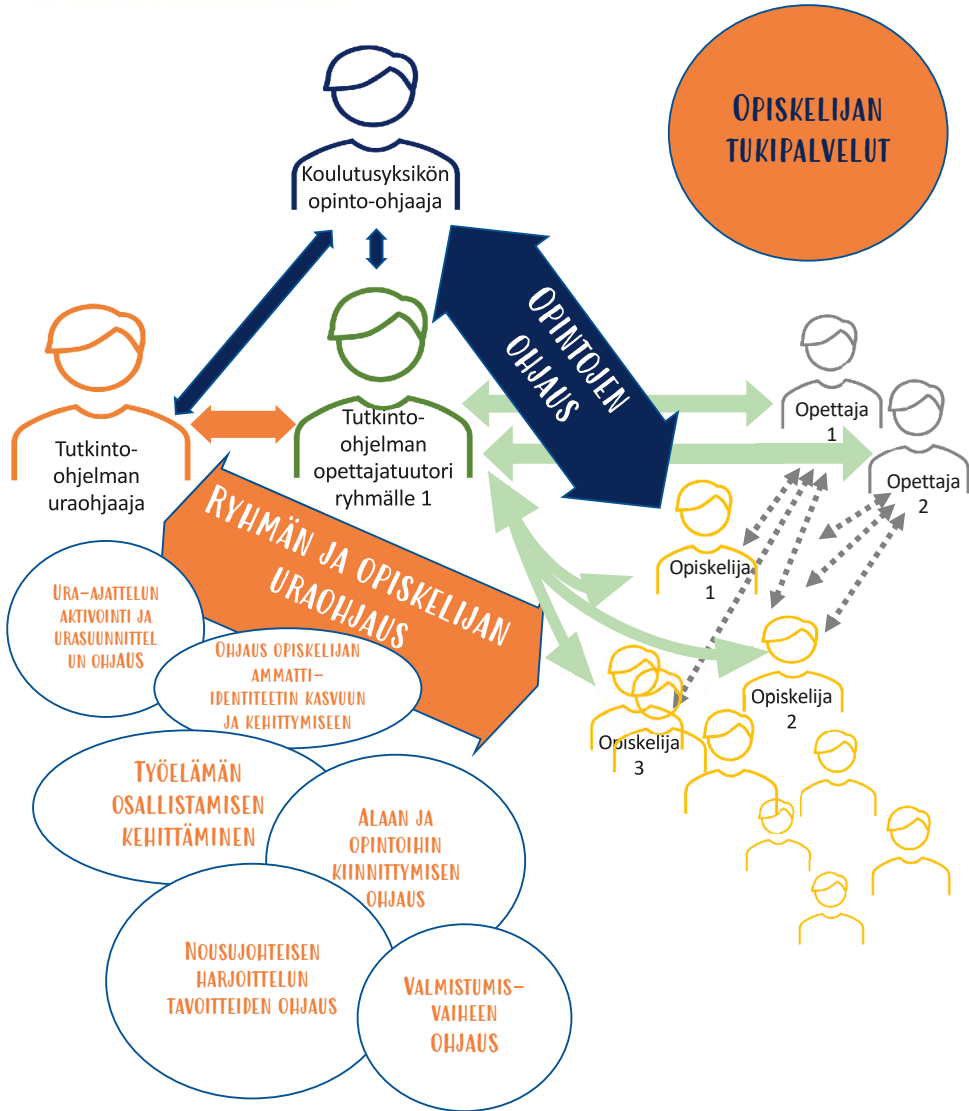 Opiskelijan
tukipalvelut
Koulutusyksikön
opinto-ohjaaja
Opintojen
ohjaus
Tutkinto-
ohjelman
uraohjaaja
Tutkinto-
ohjelman
opettajatuutori
ryhmälle 1
Opettaja
1
Opettaja
2
Ryhmän ja opiskelijan
uraohjaus
Opiskelija
1
Opiskelija
2
Opiskelija
3
Ura-ajattelun
aktivointi ja
urasuunnittel
un ohjaus
Ohjaus opiskelijan
ammatti-
identiteetin kasvuun
ja kehittymiseen
Työelämän
osallistamisen
kehittäminen
Alaan ja
opintoihin
kiinnittymisen
ohjaus
Nousujohteisen
harjoittelun
tavoitteiden ohjaus
Valmistumis-
vaiheen
ohjaus